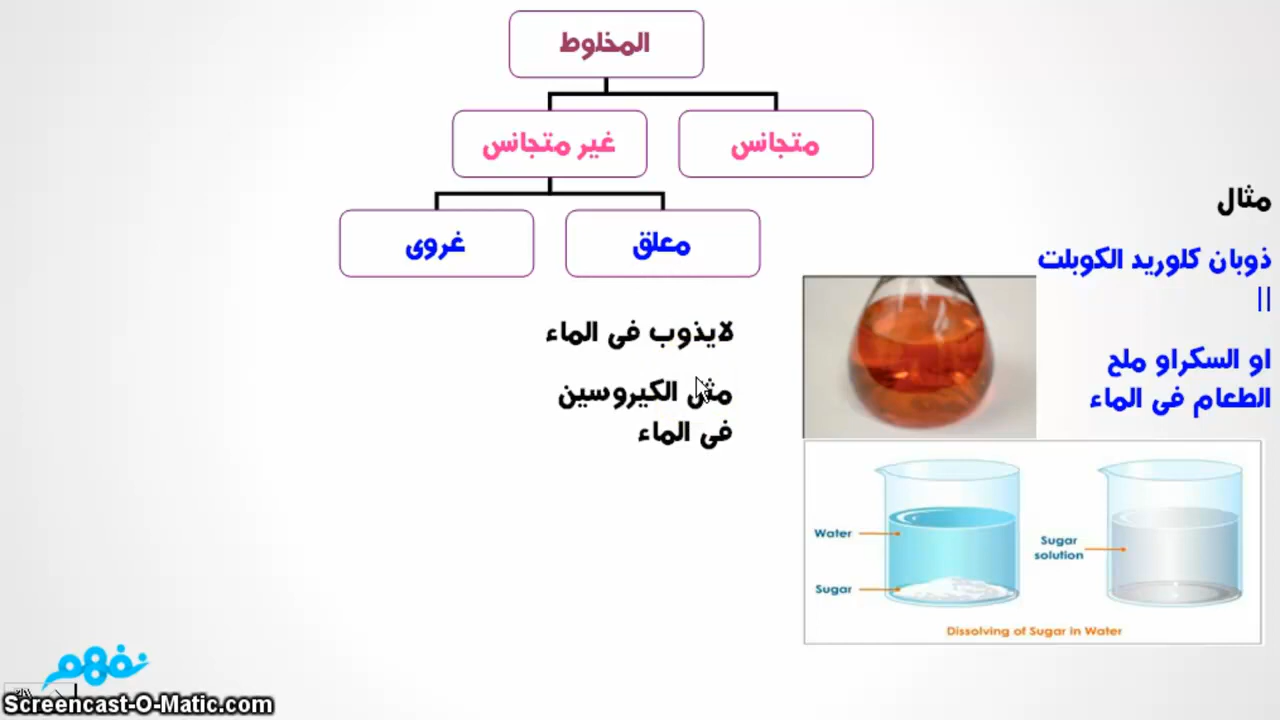 المخلوط
متجانس
غير متجانس
معلق
غروى
مثال
ذوبان كلوريد الكوبلت
||
او السكراو ملح
الطعام فى الماء
لايذوب فى الماء
مثل الكيروسين
فى الماء
Water
Sugar
Sugar
solution
Dissolving of Sugar in Water
نفهم
Screencast-O-Matic.com